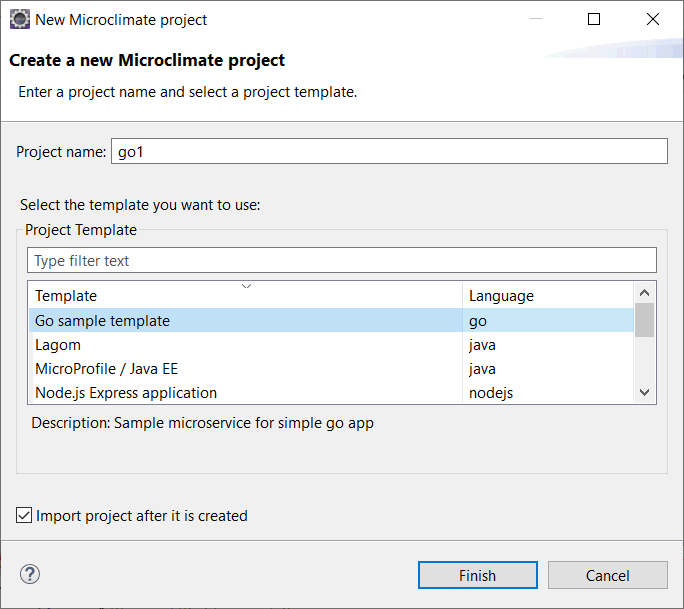 New Microclimate project
Create a new Microclimate project
Enter a project name and select a project template.
Project name: go1
Select the template you want to use:
Project Template
Type filter text
Template Language
Go sample template go
Lagom java
MicroProfile / Java EE java
Node.js Express application nodejs
Description: Sample microservice for simple go app
Import project after it is created
? Finish Cancel